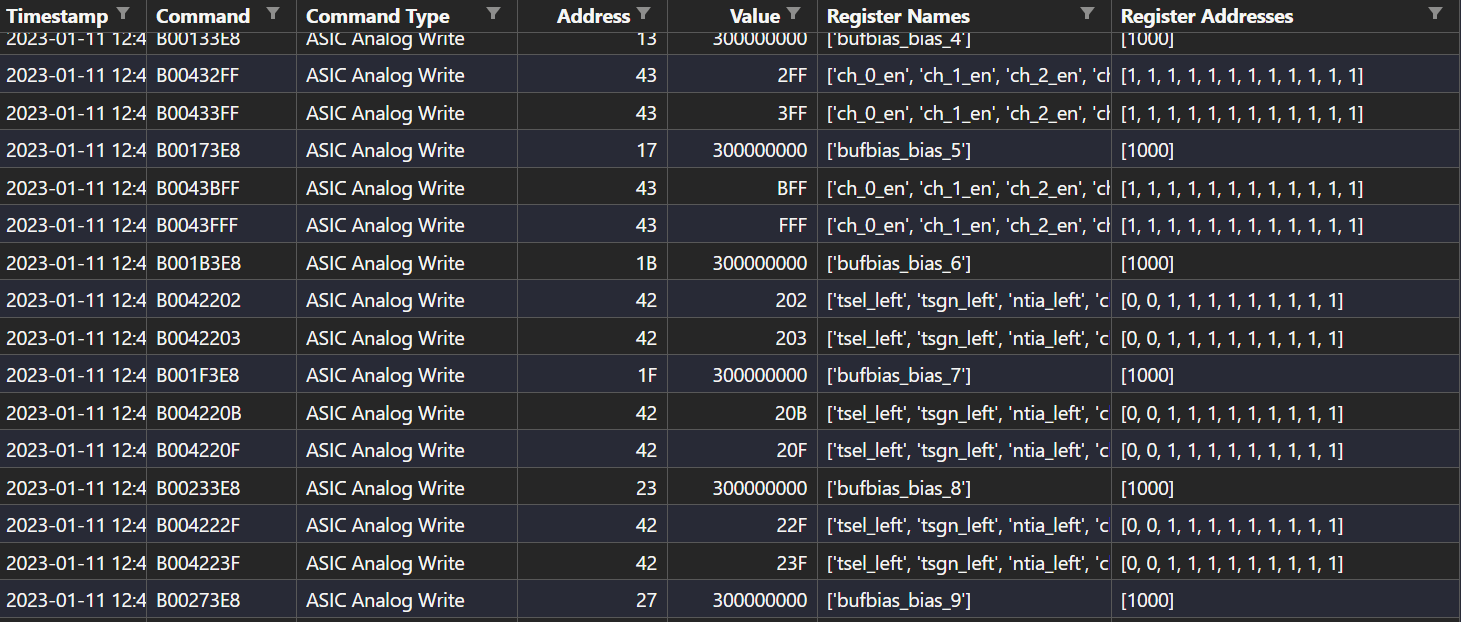 Timestamp Command Command Type Address Value Register Names Register Addresses
2023-01-11 12:4 B00133E8 ASIC Analog Write 13 300000000 ['bufbias_bias_4'] [1000]
2023-01-11 12:4 B00432FF ASIC Analog Write 43 2FF ['ch_0_en', 'ch_1_en', 'ch_2_en', 'ch [1, 1, 1, 1, 1, 1, 1, 1, 1, 1, 1, 1]
2023-01-11 12:4 B00433FF ASIC Analog Write 43 3FF ['ch_0_en', 'ch_1_en', 'ch_2_en', 'ch [1, 1, 1, 1, 1, 1, 1, 1, 1, 1, 1, 1]
2023-01-11 12:4 B00173E8 ASIC Analog Write 17 300000000 ['bufbias_bias_5'] [1000]
2023-01-11 12:4 B0043BFF ASIC Analog Write 43 BFF ['ch_0_en', 'ch_1_en', 'ch_2_en', 'ch [1, 1, 1, 1, 1, 1, 1, 1, 1, 1, 1, 1]
2023-01-11 12:4 B0043FFF ASIC Analog Write 43 FFF ['ch_0_en', 'ch_1_en', 'ch_2_en', 'ch [1, 1, 1, 1, 1, 1, 1, 1, 1, 1, 1, 1]
2023-01-11 12:4 B001B3E8 ASIC Analog Write 1B 300000000 ['bufbias_bias_6'] [1000]
2023-01-11 12:4 B0042202 ASIC Analog Write 42 202 ['tsel_left', 'tsgn_left', 'ntia_left', 'c [0, 0, 1, 1, 1, 1, 1, 1, 1, 1, 1]
2023-01-11 12:4 B0042203 ASIC Analog Write 42 203 ['tsel_left', 'tsgn_left', 'ntia_left', 'c [0, 0, 1, 1, 1, 1, 1, 1, 1, 1, 1]
2023-01-11 12:4 B001F3E8 ASIC Analog Write 1F 300000000 ['bufbias_bias_7'] [1000]
2023-01-11 12:4 B004220B ASIC Analog Write 42 20B ['tsel_left', 'tsgn_left', 'ntia_left', 'c [0, 0, 1, 1, 1, 1, 1, 1, 1, 1, 1]
2023-01-11 12:4 B004220F ASIC Analog Write 42 20F ['tsel_left', 'tsgn_left', 'ntia_left', 'c [0, 0, 1, 1, 1, 1, 1, 1, 1, 1, 1]
2023-01-11 12:4 B00233E8 ASIC Analog Write 23 300000000 ['bufbias_bias_8'] [1000]
2023-01-11 12:4 B004222F ASIC Analog Write 42 22F ['tsel_left', 'tsgn_left', 'ntia_left', 'c [0, 0, 1, 1, 1, 1, 1, 1, 1, 1, 1]
2023-01-11 12:4 B004223F ASIC Analog Write 42 23F ['tsel_left', 'tsgn_left', 'ntia_left', 'c [0, 0, 1, 1, 1, 1, 1, 1, 1, 1, 1]
2023-01-11 12:4 B00273E8 ASIC Analog Write 27 300000000 ['bufbias_bias_9'] [1000]